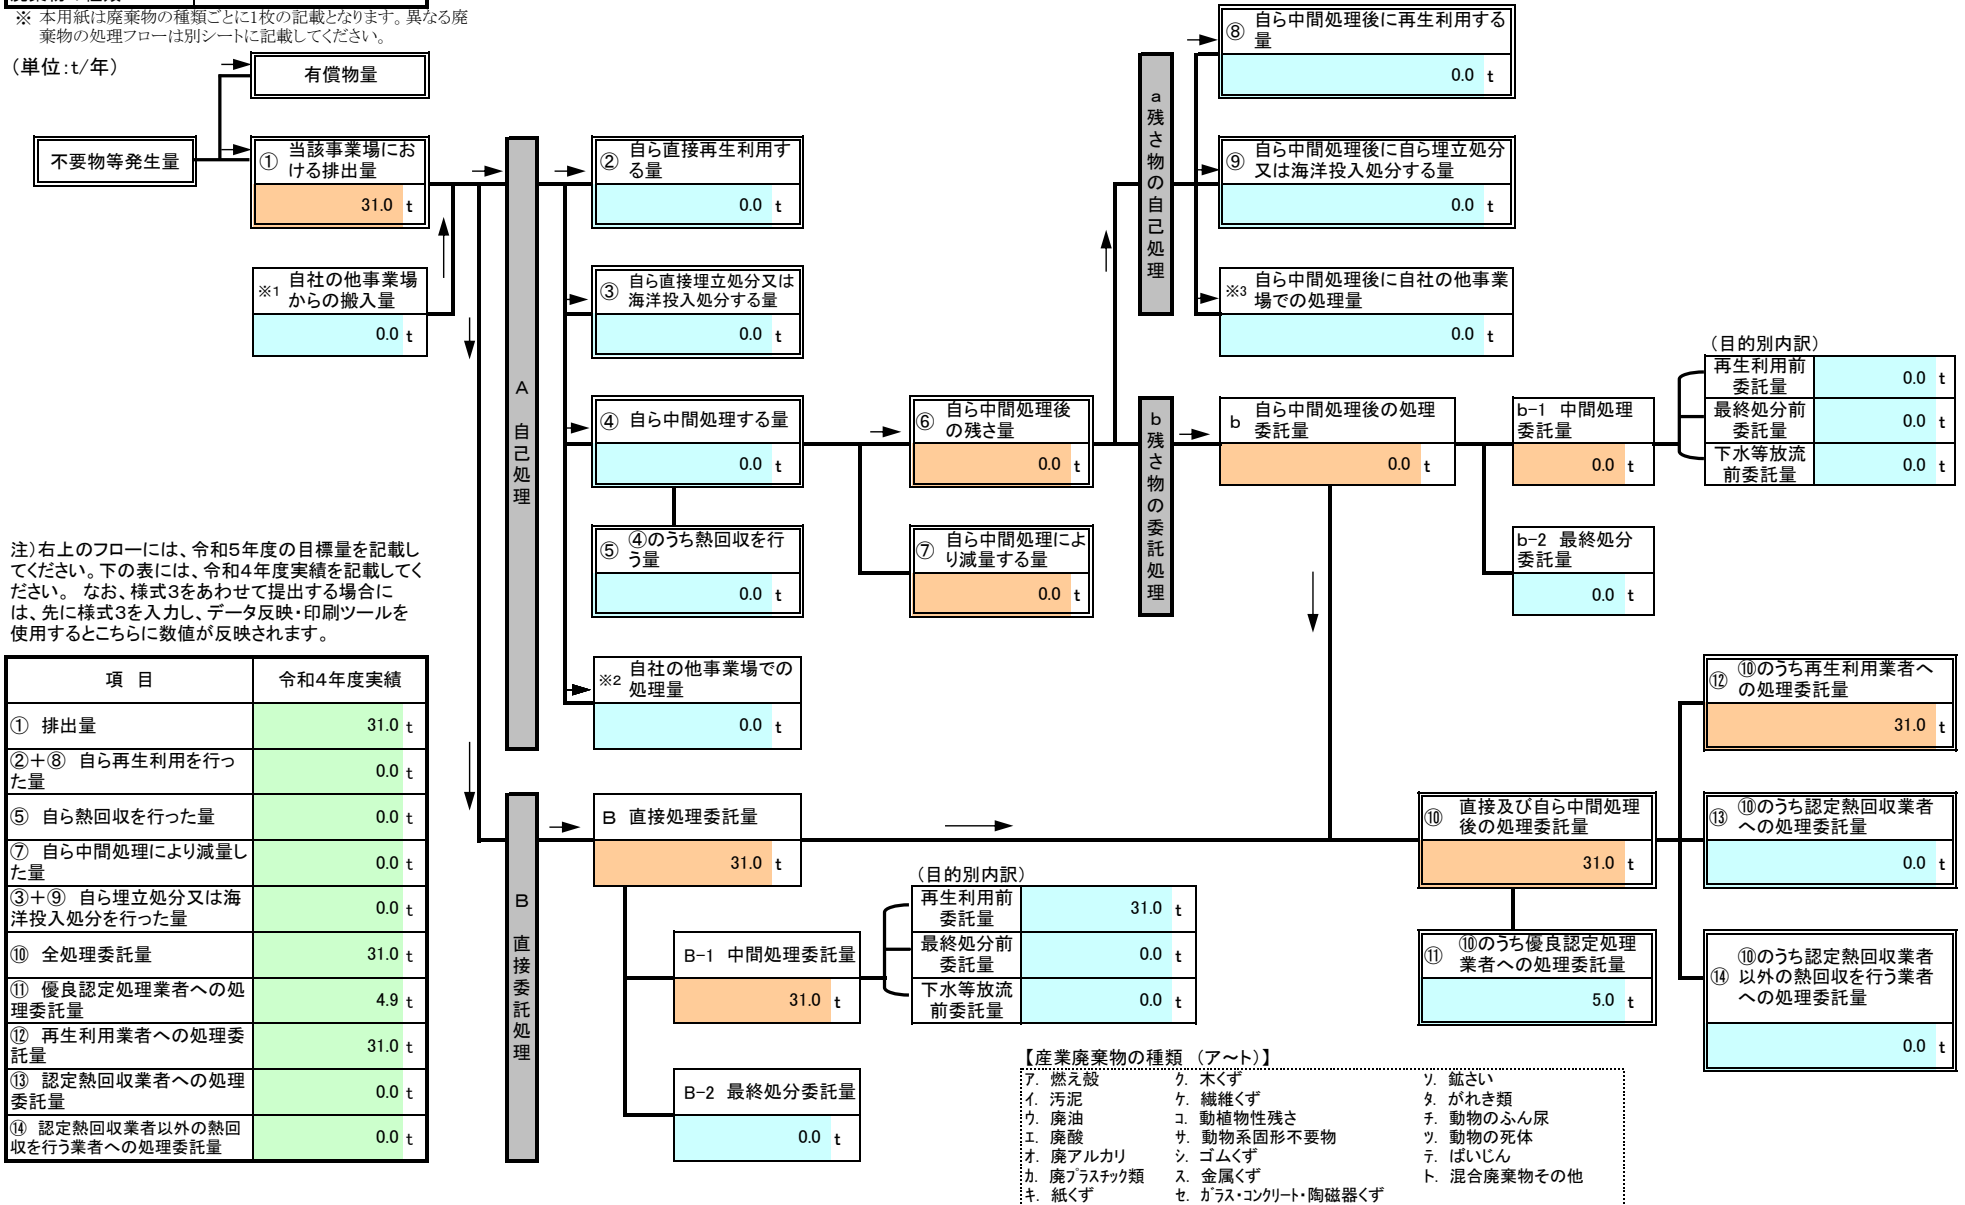 ※ 本用紙は廃棄物の種類ごとに1枚の記載となります。異なる廃
棄物の処理フローは別シートに記載してください。
(単位:t/年)
有償物量
不要物等発生量
① 当該事業場にお
ける排出量
31.0 t
※1 自社の他事業場
からの搬入量
0.0 t
A 自己処理
② 自ら直接再生利用す
る量
0.0 t
③ 自ら直接埋立処分又は
海洋投入処分する量
0.0 t
④ 自ら中間処理する量
0.0 t
⑤ ④のうち熱回収を行
う量
0.0 t
※2 自社の他事業場での
処理量
0.0 t
⑥ 自ら中間処理後
の残さ量
0.0 t
⑦ 自ら中間処理によ
り減量する量
0.0 t
a 残さ物の自己処理
⑧ 自ら中間処理後に再生利用する
量
0.0 t
⑨ 自ら中間処理後に自ら埋立処分
又は海洋投入処分する量
0.0 t
※3 自ら中間処理後に自社の他事業
場での処理量
0.0 t
b 残さ物の委託処理
b 自ら中間処理後の処理
委託量
0.0 t
b-1 中間処理
委託量
0.0 t
(目的別内訳)
再生利用前
委託量
0.0 t
最終処分前
委託量
0.0 t
下水等放流
前委託量
0.0 t
b-2 最終処分
委託量
0.0 t
注)右上のフローには、令和5年度の目標量を記載し
てください。下の表には、令和4年度実績を記載してく
ださい。 なお、様式3をあわせて提出する場合に
は、先に様式3を入力し、データ反映・印刷ツールを
使用するとこちらに数値が反映されます。
項 目 令和4年度実績
① 排出量 31.0 t
②+⑧ 自ら再生利用を行っ
た量
0.0 t
⑤ 自ら熱回収を行った量 0.0 t
⑦ 自ら中間処理により減量し
た量
0.0 t
③+⑨ 自ら埋立処分又は海
洋投入処分を行った量
0.0 t
⑩ 全処理委託量 31.0 t
⑪ 優良認定処理業者への処
理委託量
4.9 t
⑫ 再生利用業者への処理委
託量
31.0 t
⑬ 認定熱回収業者への処理
委託量
0.0 t
⑭ 認定熱回収業者以外の熱回
収を行う業者への処理委託量
0.0 t
B 直接委託処理
B 直接処理委託量
31.0 t
B-1 中間処理委託量
31.0 t
B-2 最終処分委託量
0.0 t
(目的別内訳)
再生利用前
委託量
31.0 t
最終処分前
委託量
0.0 t
下水等放流
前委託量
0.0 t
⑩ 直接及び自ら中間処理
後の処理委託量
31.0 t
⑪ ⑩のうち優良認定処理
業者への処理委託量
5.0 t
⑫ ⑩のうち再生利用業者へ
の処理委託量
31.0 t
⑬ ⑩のうち認定熱回収業者
への処理委託量
0.0 t
⑭ ⑩のうち認定熱回収業者
以外の熱回収を行う業者
への処理委託量
0.0 t
【産業廃棄物の種類 (ア~ト)】
ア. 燃え殻 ク. 木くず ソ. 鉱さい
イ. 汚泥 ケ. 繊維くず タ. がれき類
ウ. 廃油 コ. 動植物性残さ チ. 動物のふん尿
エ. 廃酸 サ. 動物系固形不要物 ツ. 動物の死体
オ. 廃アルカリ シ. ゴムくず テ. ばいじん
カ. 廃プラスチック類 ス. 金属くず ト. 混合廃棄物その他
キ. 紙くず セ. ガラス・コンクリート・陶磁器くず